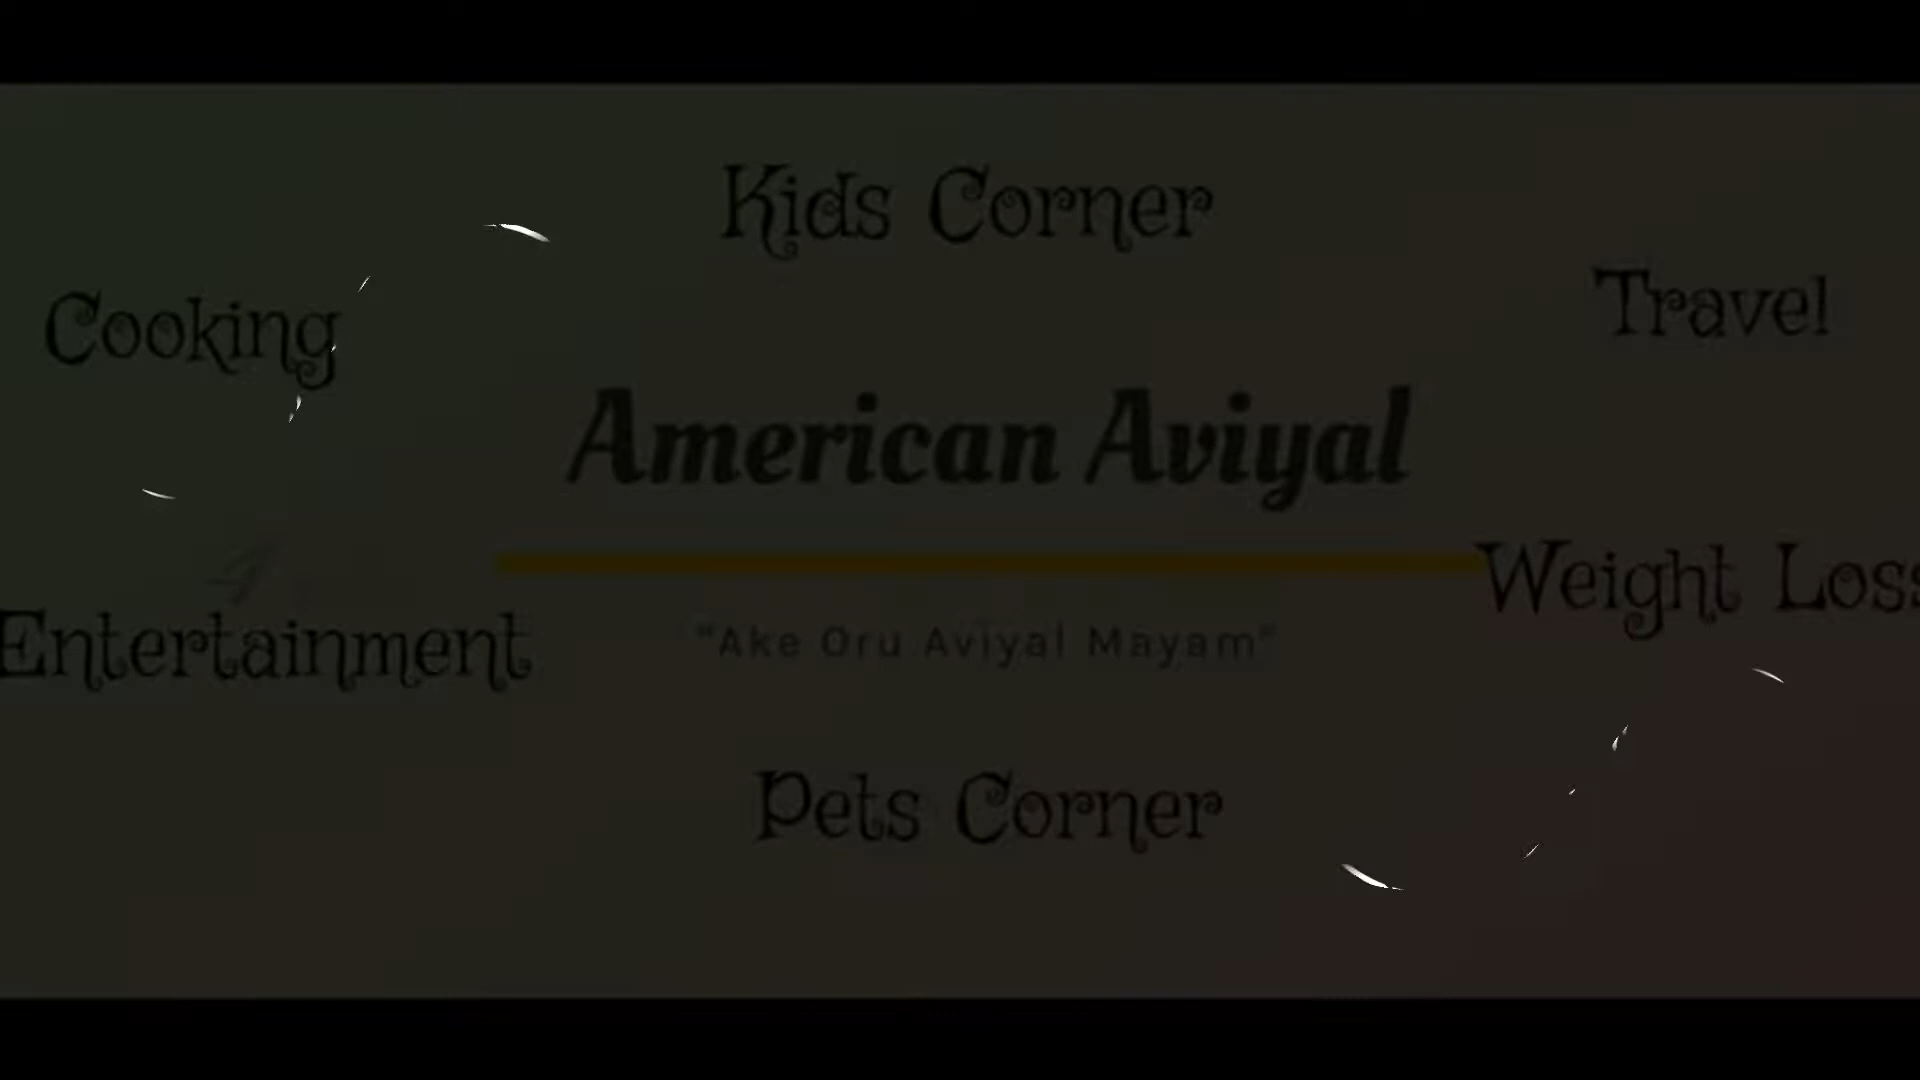 Kids Corner
Cooking
Travel
American Aviyal
Weight Loss
Entertainment
"Ake Oru Aviyal Mayam"
Pets Corner